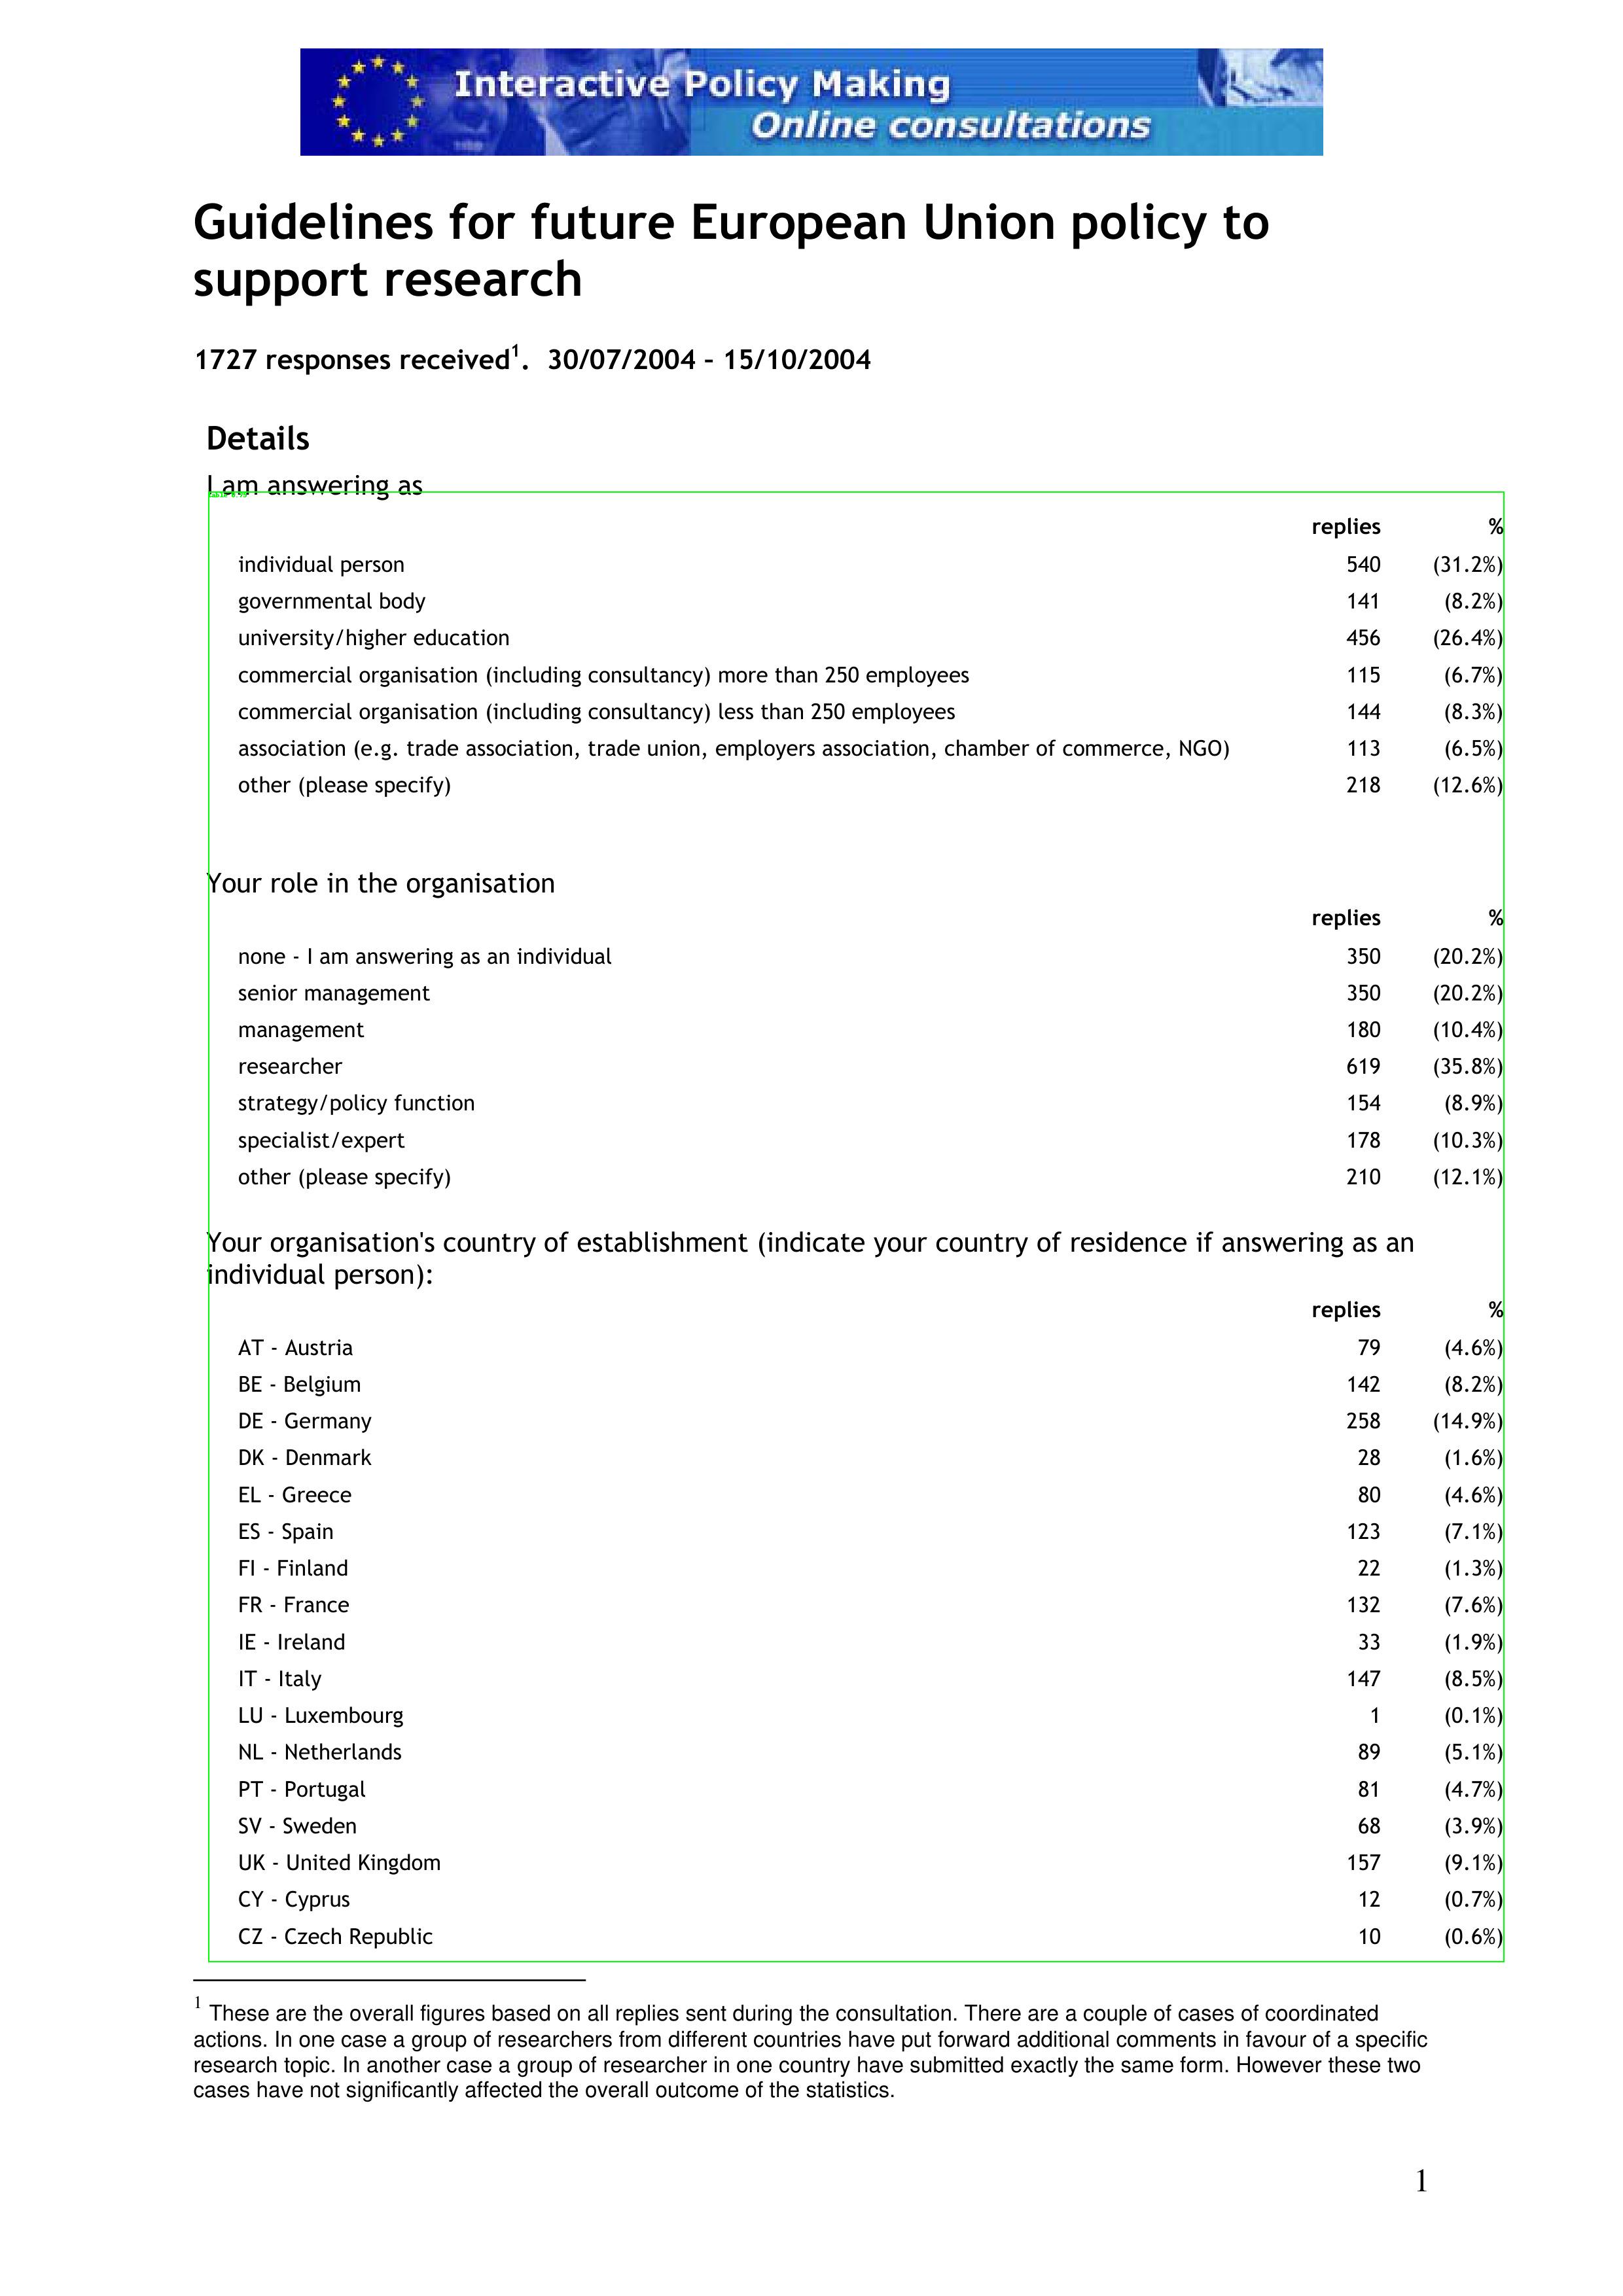 Interactive Policy Making
Online consultations
Guidelines for future European Union policy to
support research
1727 responses received1.  30/07/2004 – 15/10/2004
Details
I am answering as
replies %
individual person 540 (31.2%)
governmental body 141 (8.2%)
university/higher education 456 (26.4%)
commercial organisation (including consultancy) more than 250 employees 115 (6.7%)
commercial organisation (including consultancy) less than 250 employees 144 (8.3%)
association (e.g. trade association, trade union, employers association, chamber of commerce, NGO) 113 (6.5%)
other (please specify) 218 (12.6%)
Your role in the organisation
replies %
none - I am answering as an individual 350 (20.2%)
senior management 350 (20.2%)
management 180 (10.4%)
researcher 619 (35.8%)
strategy/policy function 154 (8.9%)
specialist/expert 178 (10.3%)
other (please specify) 210 (12.1%)
Your organisation's country of establishment (indicate your country of residence if answering as an
individual person):
replies %
AT - Austria 79 (4.6%)
BE - Belgium 142 (8.2%)
DE - Germany 258 (14.9%)
DK - Denmark 28 (1.6%)
EL - Greece 80 (4.6%)
ES - Spain 123 (7.1%)
FI - Finland 22 (1.3%)
FR - France 132 (7.6%)
IE - Ireland 33 (1.9%)
IT - Italy 147 (8.5%)
LU - Luxembourg 1 (0.1%)
NL - Netherlands 89 (5.1%)
PT - Portugal 81 (4.7%)
SV - Sweden 68 (3.9%)
UK - United Kingdom 157 (9.1%)
CY - Cyprus 12 (0.7%)
CZ - Czech Republic 10 (0.6%)
1 These are the overall figures based on all replies sent during the consultation. There are a couple of cases of coordinated
actions. In one case a group of researchers from different countries have put forward additional comments in favour of a specific
research topic. In another case a group of researcher in one country have submitted exactly the same form. However these two
cases have not significantly affected the overall outcome of the statistics.
1